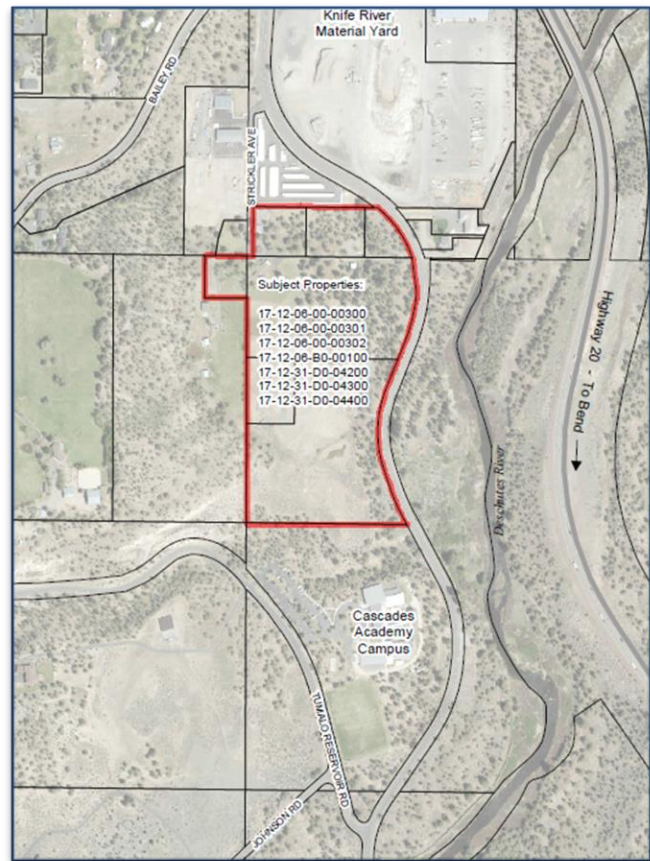 Knife River
Material Yard
BAILEY RD
STRICKLER AVE
Subject Properties:
17-12-06-00-00300
17-12-06-00-00301
17-12-06-00-00302
17-12-06-B0-00100
17-12-31-D0-04200
17-12-31-D0-04300
17-12-31-D0-04400
Highway 20 - To Bend
Deschutes River
Cascades
Academy
Campus
TUMALO RESERVOIR RD
JOHNSON RD